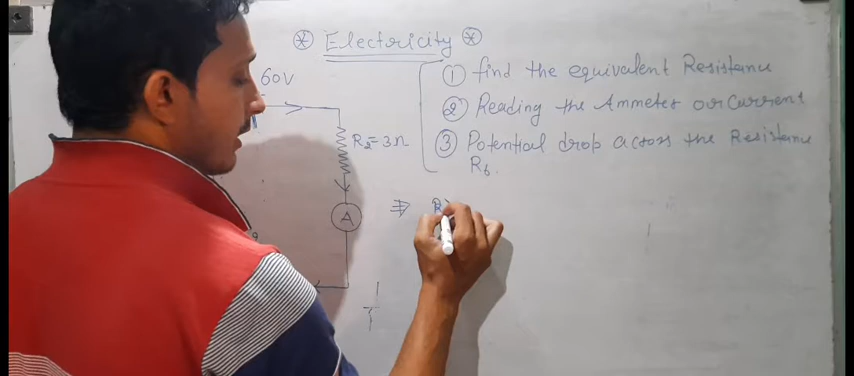 * Electricity *
60V
① find the equivalent Resistance
② Reading the Ammeter or Current
③ Potential drop across the Resistance
R₆.
= 3Ω
A
⇒ R